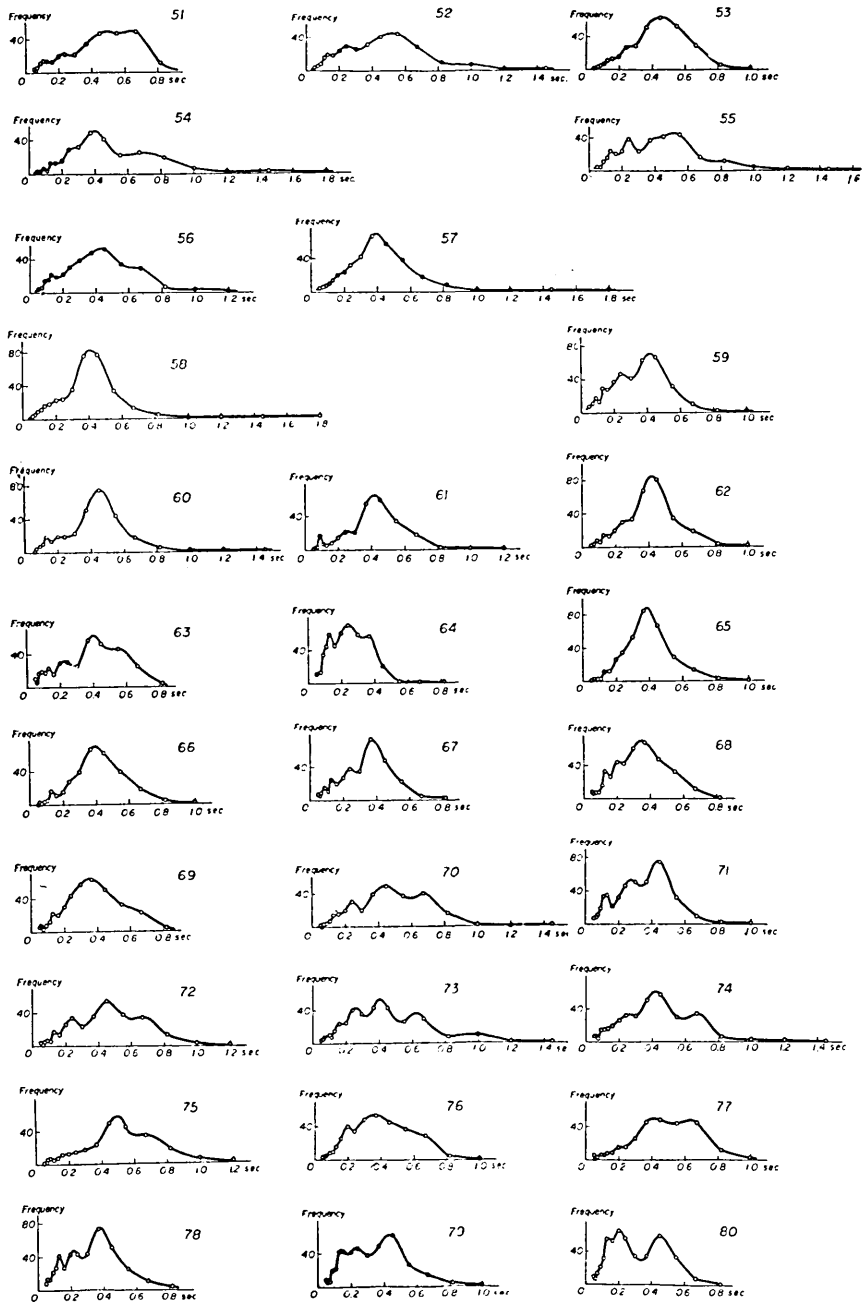 Frequency 51
40
0 0.2 0.4 0.6 0.8 sec
Frequency 52
40
0 0.2 0.4 0.6 0.8 1.0 1.2 1.4 sec.
Frequency 53
40
0 0.2 0.4 0.6 0.8 1.0 sec
Frequency 54
40
0 0.2 0.4 0.6 0.8 1.0 1.2 1.4 1.6 1.8 sec
Frequency 55
40
0 0.2 0.4 0.6 0.8 1.0 1.2 1.4 1.6
Frequency 56
40
0 0.2 0.4 0.6 0.8 1.0 1.2 sec
Frequency 57
40
0 0.2 0.4 0.6 0.8 1.0 1.2 1.4 1.6 1.8 sec
Frequency 58
80
40
0 0.2 0.4 0.6 0.8 1.0 1.2 1.4 1.6 1.8
Frequency 59
80
40
0 0.2 0.4 0.6 0.8 1.0 sec
Frequency 60
80
40
0 0.2 0.4 0.6 0.8 1.0 1.2 1.4 sec
Frequency 61
40
0 0.2 0.4 0.6 0.8 1.0 1.2 sec
Frequency 62
80
40
0 0.2 0.4 0.6 0.8 1.0 sec
Frequency 63
40
0 0.2 0.4 0.6 0.8 sec
Frequency 64
40
0 0.2 0.4 0.6 0.8 sec
Frequency 65
80
40
0 0.2 0.4 0.6 0.8 1.0 sec
Frequency 66
40
0 0.2 0.4 0.6 0.8 1.0 sec
Frequency 67
40
0 0.2 0.4 0.6 0.8 sec
Frequency 68
40
0 0.2 0.4 0.6 0.8 sec
Frequency 69
40
0 0.2 0.4 0.6 0.8 sec
Frequency 70
40
0 0.2 0.4 0.6 0.8 1.0 1.2 1.4 sec
Frequency 71
80
40
0 0.2 0.4 0.6 0.8 1.0 sec
Frequency 72
40
0 0.2 0.4 0.6 0.8 1.0 1.2 sec
Frequency 73
40
0 0.2 0.4 0.6 0.8 1.0 1.2 1.4 sec
Frequency 74
40
0 0.2 0.4 0.6 0.8 1.0 1.2 1.4 sec
Frequency 75
40
0 0.2 0.4 0.6 0.8 1.0 1.2 sec
Frequency 76
40
0 0.2 0.4 0.6 0.8 1.0 sec
Frequency 77
40
0 0.2 0.4 0.6 0.8 1.0 sec
Frequency 78
80
40
0 0.2 0.4 0.6 0.8 sec
Frequency 79
40
0 0.2 0.4 0.6 0.8 1.0 sec
Frequency 80
40
0 0.2 0.4 0.6 0.8 sec